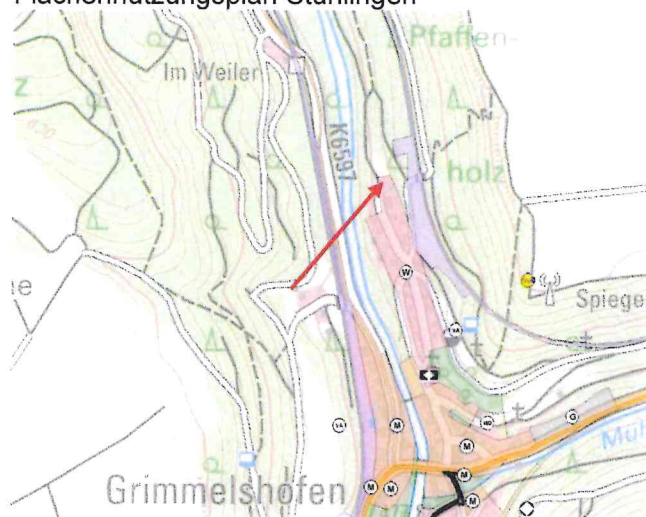 Flächennutzungsplan Stühlingen
Pfaffen-
Im Weiler
z
K6597
holz
W
Spiege
M
M
G
M
Müh
M
M
M
M
Grimmelshofen